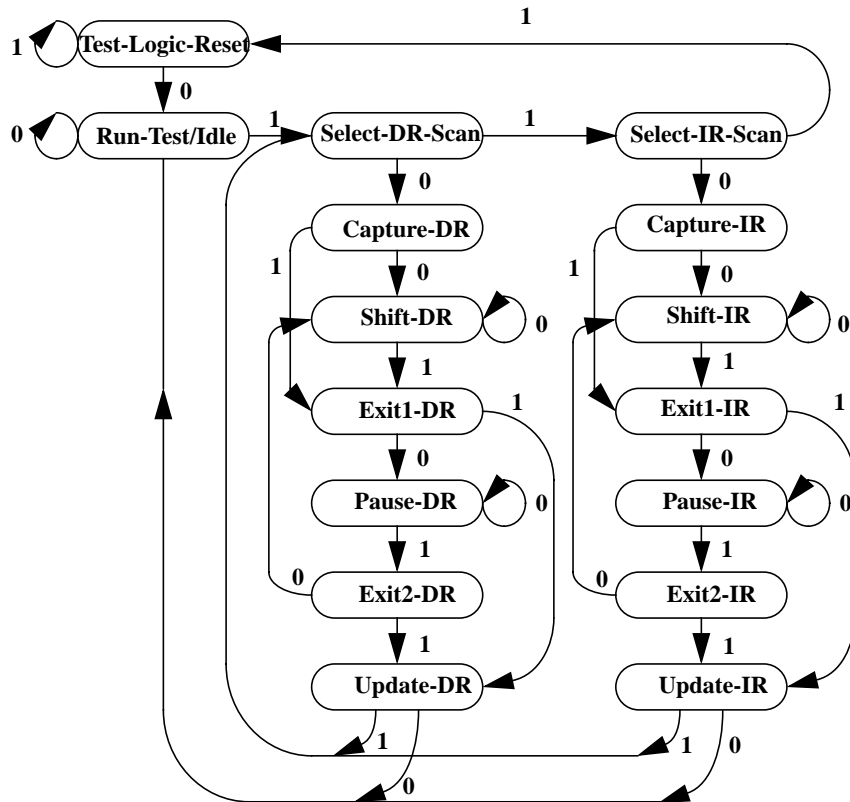 1
1 Test-Logic-Reset
0
0 Run-Test/Idle 1 Select-DR-Scan 1 Select-IR-Scan
0 0
Capture-DR Capture-IR
1 0 1 0
Shift-DR 0 Shift-IR 0
1 1
Exit1-DR 1 Exit1-IR 1
0 0
Pause-DR 0 Pause-IR 0
1 1
0 Exit2-DR 0 Exit2-IR
1 1
Update-DR Update-IR
1 1 0
0